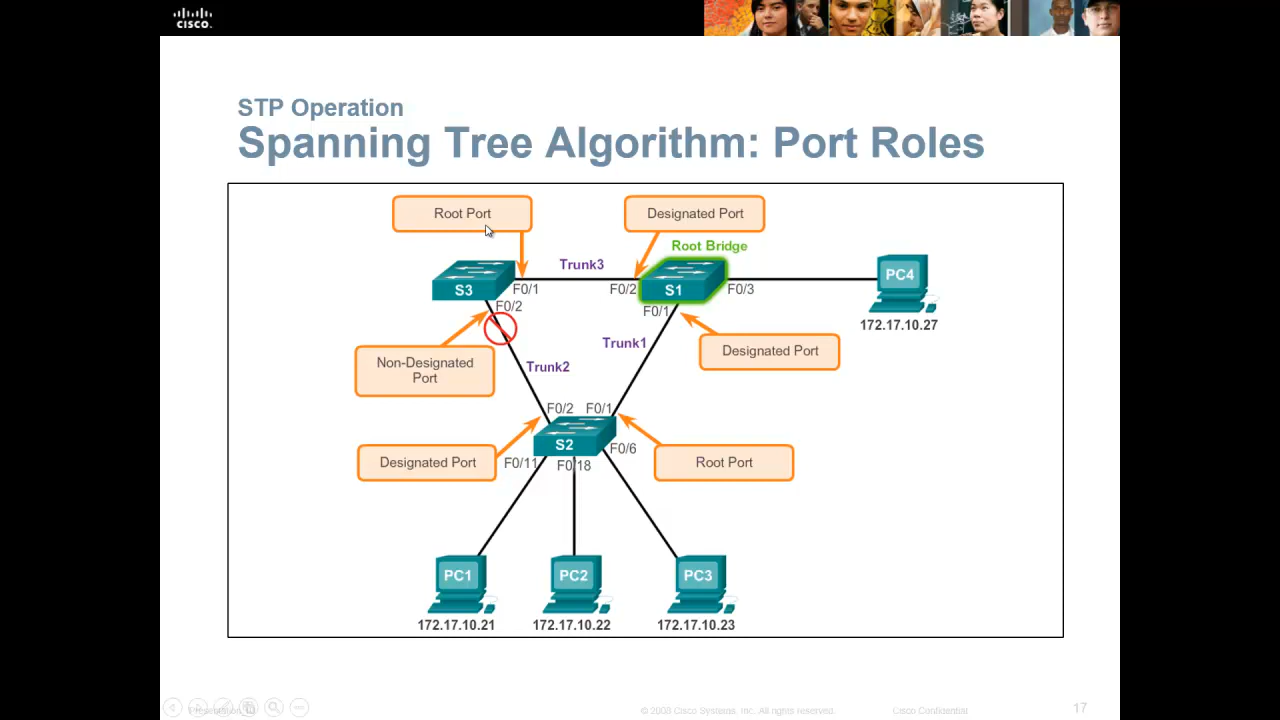 CISCO
STP Operation
Spanning Tree Algorithm: Port Roles
Root Port
Designated Port
Root Bridge
Trunk3
S3
F0/1
F0/2
S1
F0/3
PC4
F0/2
F0/1
172.17.10.27
Trunk1
Designated Port
Non-Designated
Port
Trunk2
F0/2
F0/1
S2
F0/6
Designated Port
F0/11
F0/18
Root Port
PC1
PC2
PC3
172.17.10.21
172.17.10.22
172.17.10.23
© 2008 Cisco Systems, Inc. All rights reserved.
Cisco Confidential
17